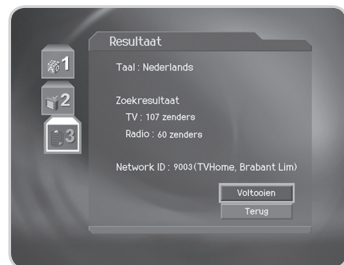 Resultaat
1
Taal : Nederlands
2
Zoekresultaat
TV : 107 zenders
Radio : 60 zenders
3
Network ID : 9003(TVHome, Brabant Lim)
Voltooien
Terug